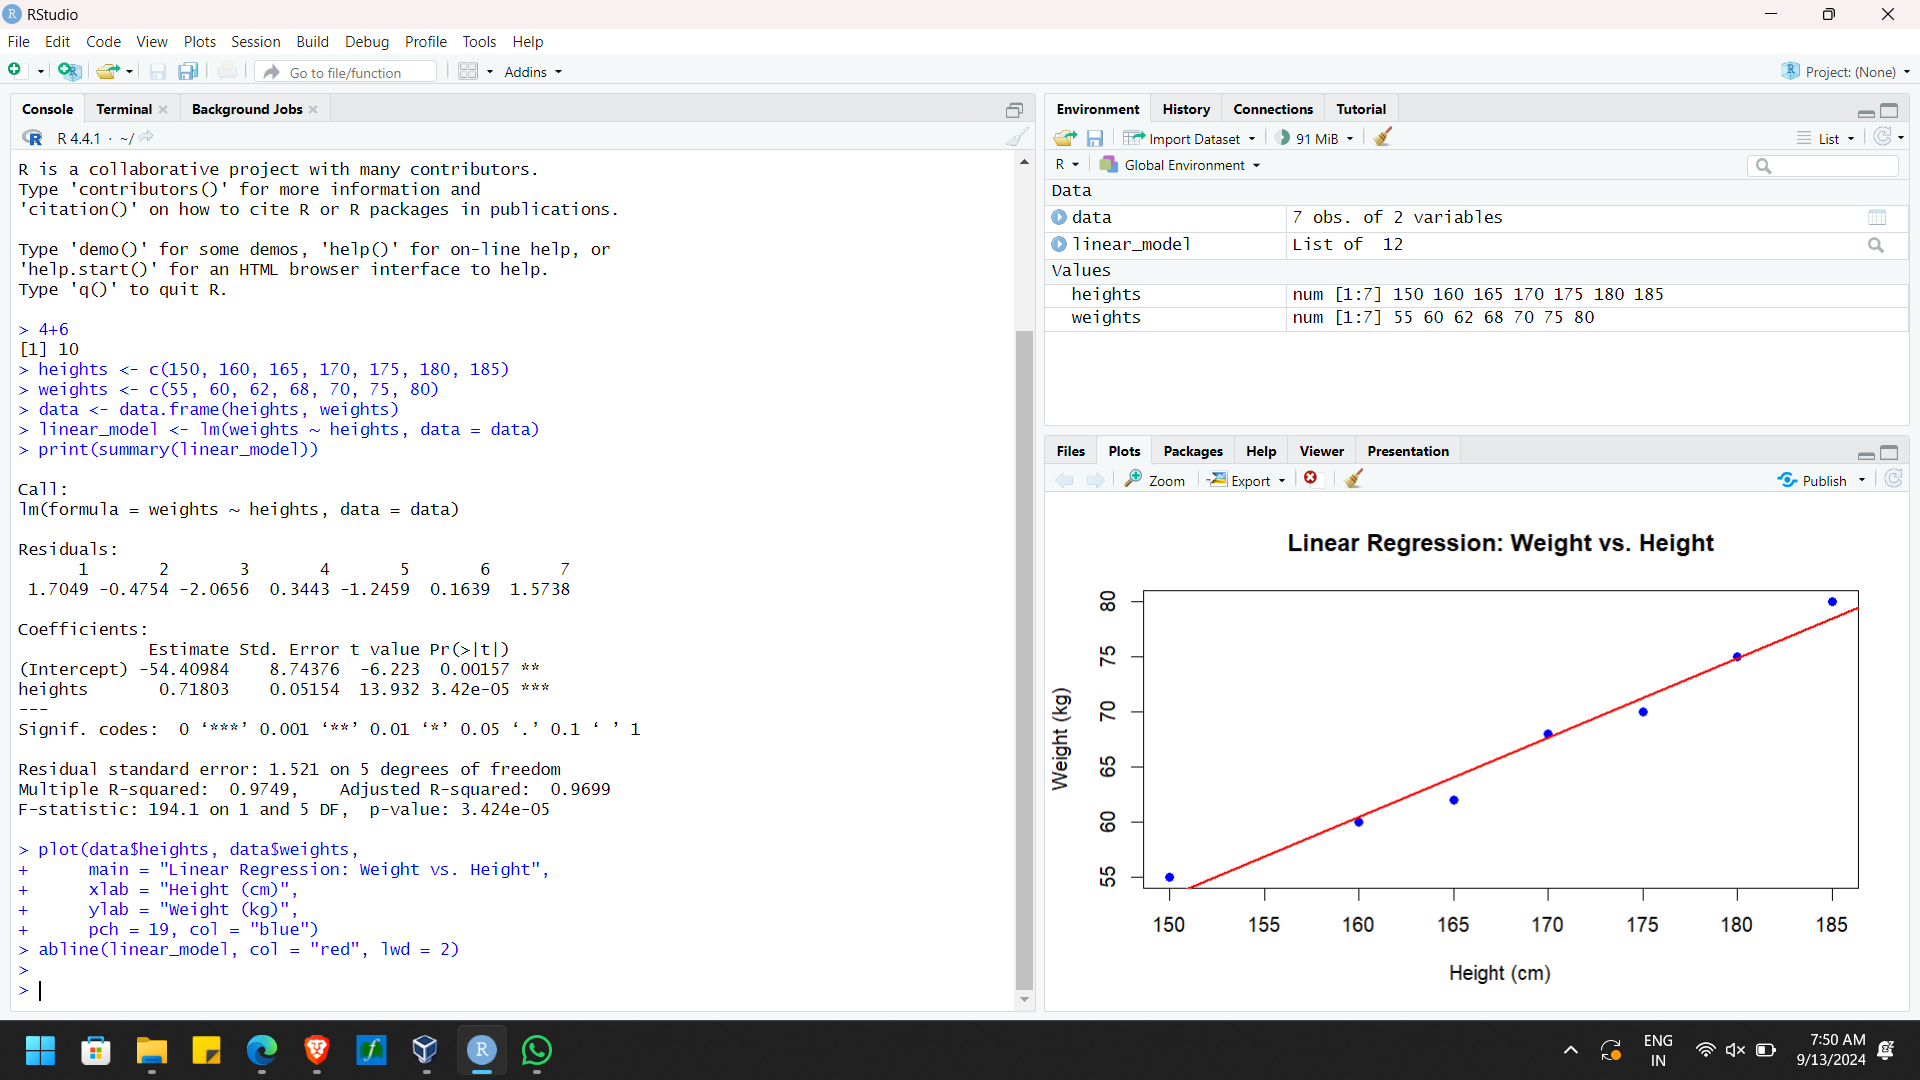 RStudio
File Edit Code View Plots Session Build Debug Profile Tools Help
Go to file/function Addins Project: (None)
Console Terminal Background Jobs
R 4.4.1 · ~/
R is a collaborative project with many contributors.
Type 'contributors()' for more information and
'citation()' on how to cite R or R packages in publications.
Type 'demo()' for some demos, 'help()' for on-line help, or
'help.start()' for an HTML browser interface to help.
Type 'q()' to quit R.
> 4+6
[1] 10
> heights <- c(150, 160, 165, 170, 175, 180, 185)
> weights <- c(55, 60, 62, 68, 70, 75, 80)
> data <- data.frame(heights, weights)
> linear_model <- lm(weights ~ heights, data = data)
> print(summary(linear_model))
Call:
lm(formula = weights ~ heights, data = data)
Residuals:
1 2 3 4 5 6 7
1.7049 -0.4754 -2.0656 0.3443 -1.2459 0.1639 1.5738
Coefficients:
Estimate Std. Error t value Pr(>|t|)
(Intercept) -54.40984 8.74376 -6.223 0.00157 **
heights 0.71803 0.05154 13.932 3.42e-05 ***
---
Signif. codes: 0 ‘***’ 0.001 ‘**’ 0.01 ‘*’ 0.05 ‘.’ 0.1 ‘ ’ 1
Residual standard error: 1.521 on 5 degrees of freedom
Multiple R-squared: 0.9749, Adjusted R-squared: 0.9699
F-statistic: 194.1 on 1 and 5 DF, p-value: 3.424e-05
> plot(data$heights, data$weights,
+ main = "Linear Regression: Weight vs. Height",
+ xlab = "Height (cm)",
+ ylab = "Weight (kg)",
+ pch = 19, col = "blue")
> abline(linear_model, col = "red", lwd = 2)
>
>
Environment History Connections Tutorial
Import Dataset 91 MiB List
R Global Environment
Data
data 7 obs. of 2 variables
linear_model List of 12
Values
heights num [1:7] 150 160 165 170 175 180 185
weights num [1:7] 55 60 62 68 70 75 80
Files Plots Packages Help Viewer Presentation
Zoom Export Publish
Linear Regression: Weight vs. Height
Weight (kg)
80
75
70
65
60
55
150 155 160 165 170 175 180 185
Height (cm)
ENG
IN
7:50 AM
9/13/2024